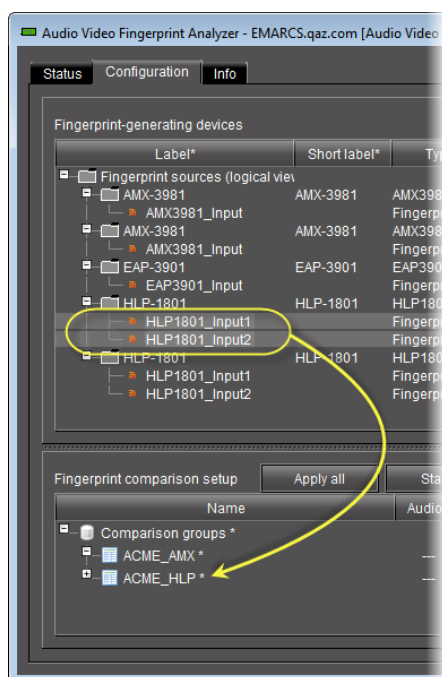 Audio Video Fingerprint Analyzer - EMARCS.qaz.com [Audio Video
Status Configuration Info
Fingerprint-generating devices
Label* Short label*
Fingerprint sources (logical
AMX-3981 AMX-3981
AMX3981_Input
AMX-3981 AMX-3981
AMX3981_Input
EAP-3901 EAP-3901
EAP3901_Input
HLP-1801 HLP-1801
HLP1801_Input1
HLP1801_Input2
HLP-1801 HLP-1801
HLP1801_Input1
HLP1801_Input2
Fingerprint comparison setup Apply all
Name Audio
Comparison groups *
ACME_AMX * ---
ACME_HLP * ---